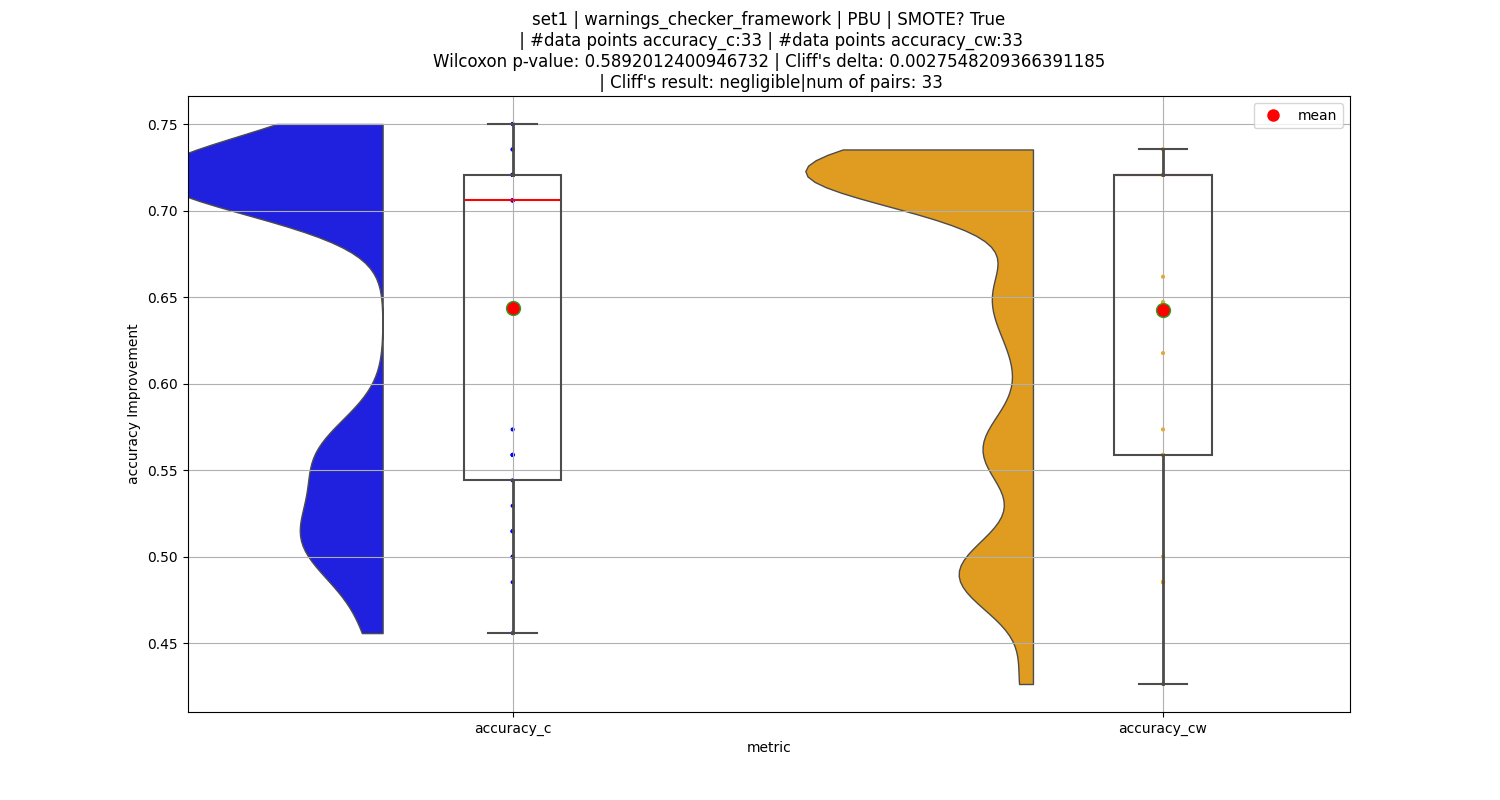 set1 | warnings_checker_framework | PBU | SMOTE? True
| #data points accuracy_c:33 | #data points accuracy_cw:33
Wilcoxon p-value: 0.5892012400946732 | Cliff's delta: 0.0027548209366391185
| Cliff's result: negligible|num of pairs: 33
mean
0.75
0.70
0.65
0.60
0.55
0.50
0.45
accuracy Improvement
accuracy_c
accuracy_cw
metric